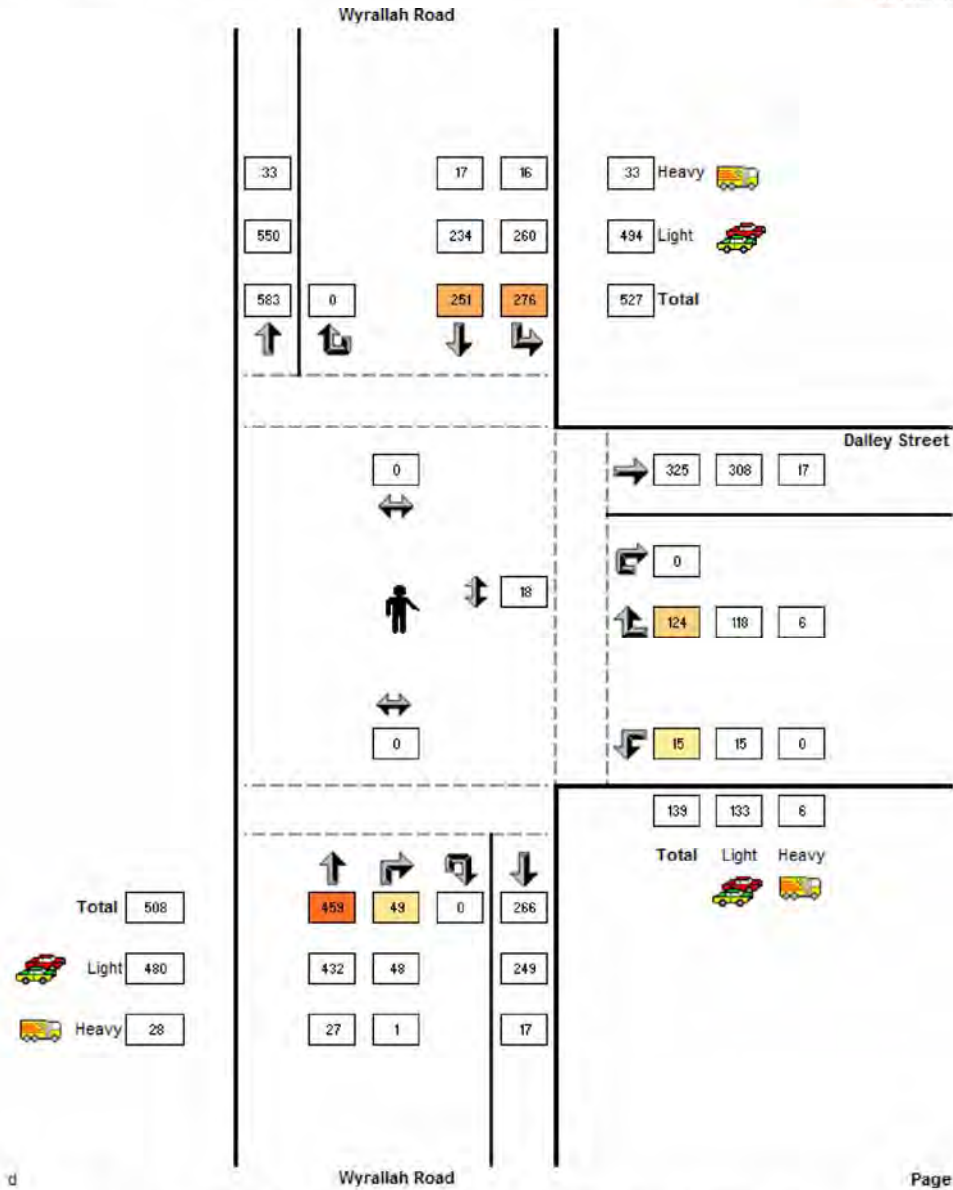 Wyrallah Road
33 17 16 33 Heavy
550 234 260 494 Light
583 0 251 276 527 Total
Dalley Street
0 325 308 17
0
18
124 118 6
0 15 15 0
139 133 6
Total Light Heavy
Total 508 459 49 0 266
Light 480 432 48 249
Heavy 28 27 1 17
d Wyrallah Road Page